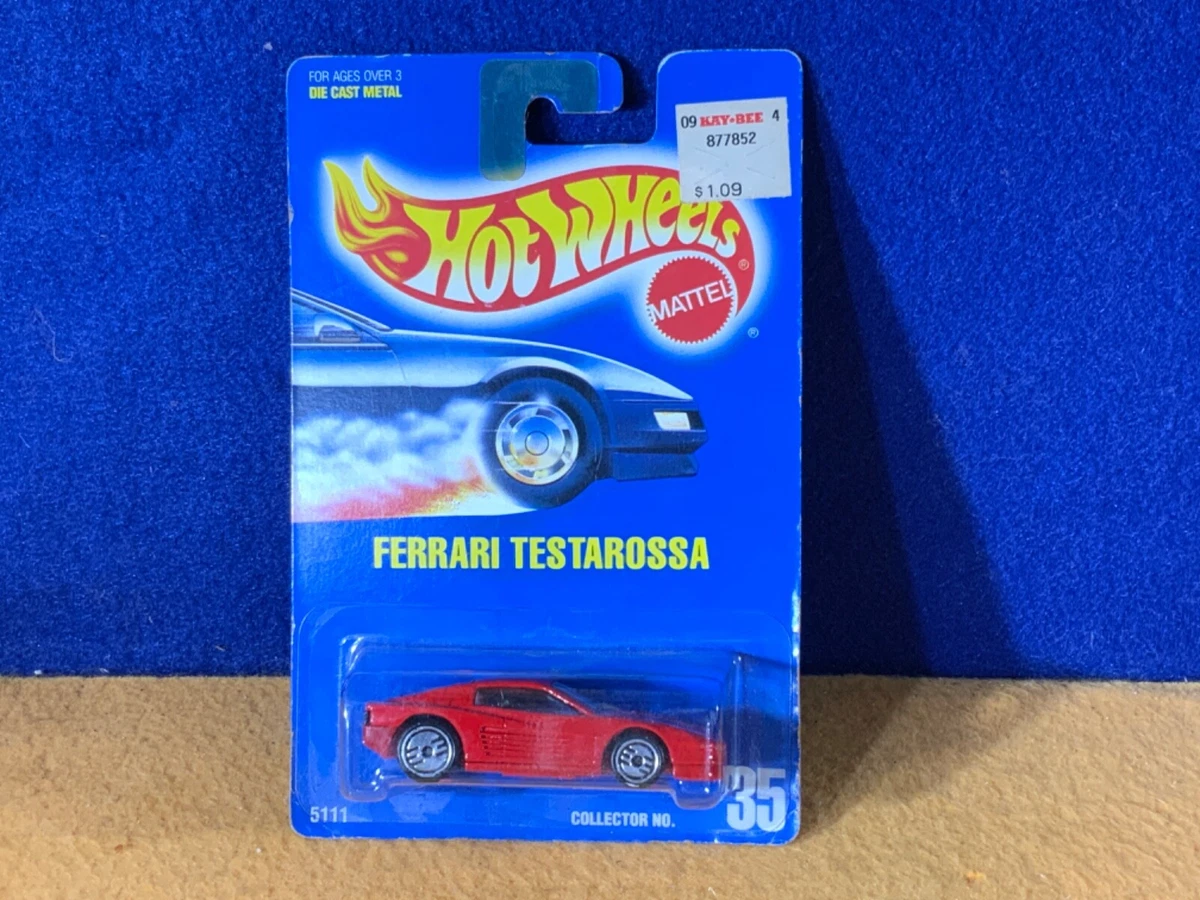 FOR AGES OVER 3
DIE CAST METAL
09 KAY•BEE 4
877852
$1.09
HOT WHEELS
®
MATTEL
®
FERRARI TESTAROSSA
5111
COLLECTOR NO.
35